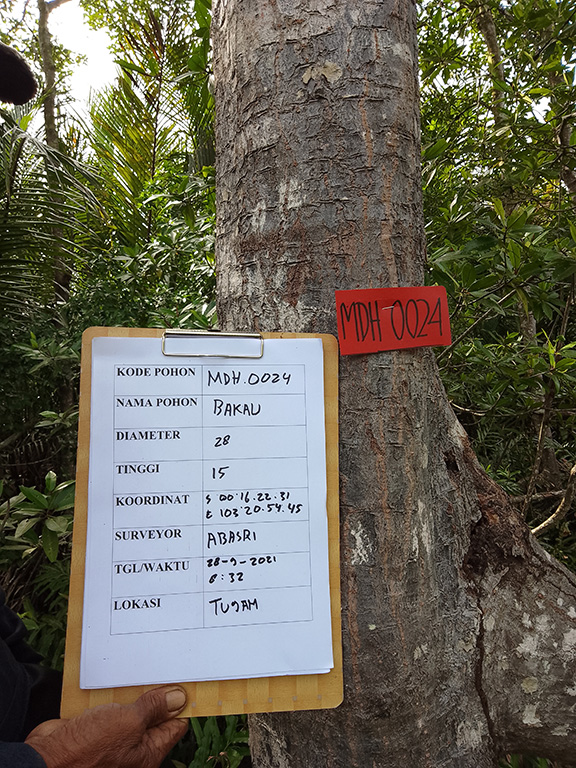 MDH-0024
KODE POHON MDH.0024
NAMA POHON BAKAU
DIAMETER 28
TINGGI 15
KOORDINAT S 00.16.22.31
E 103.20.54.45
SURVEYOR ABASRI
TGL/WAKTU 28-9-2021
8:32
LOKASI TUJAM